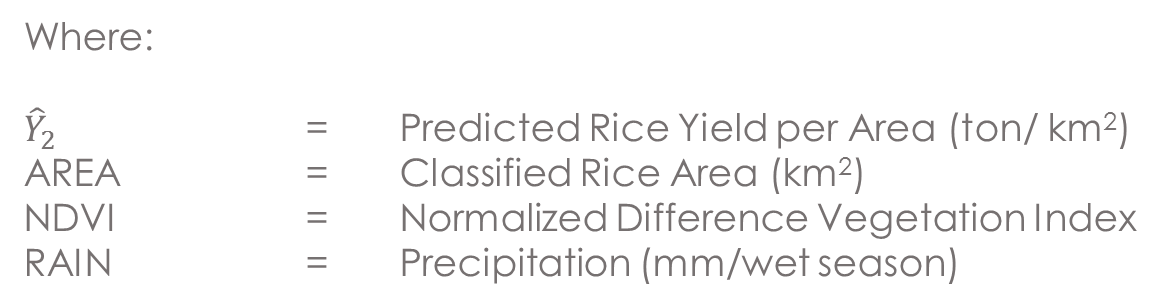 Where:
Ŷ₂ = Predicted Rice Yield per Area (ton/ km²)
AREA = Classified Rice Area (km²)
NDVI = Normalized Difference Vegetation Index
RAIN = Precipitation (mm/wet season)